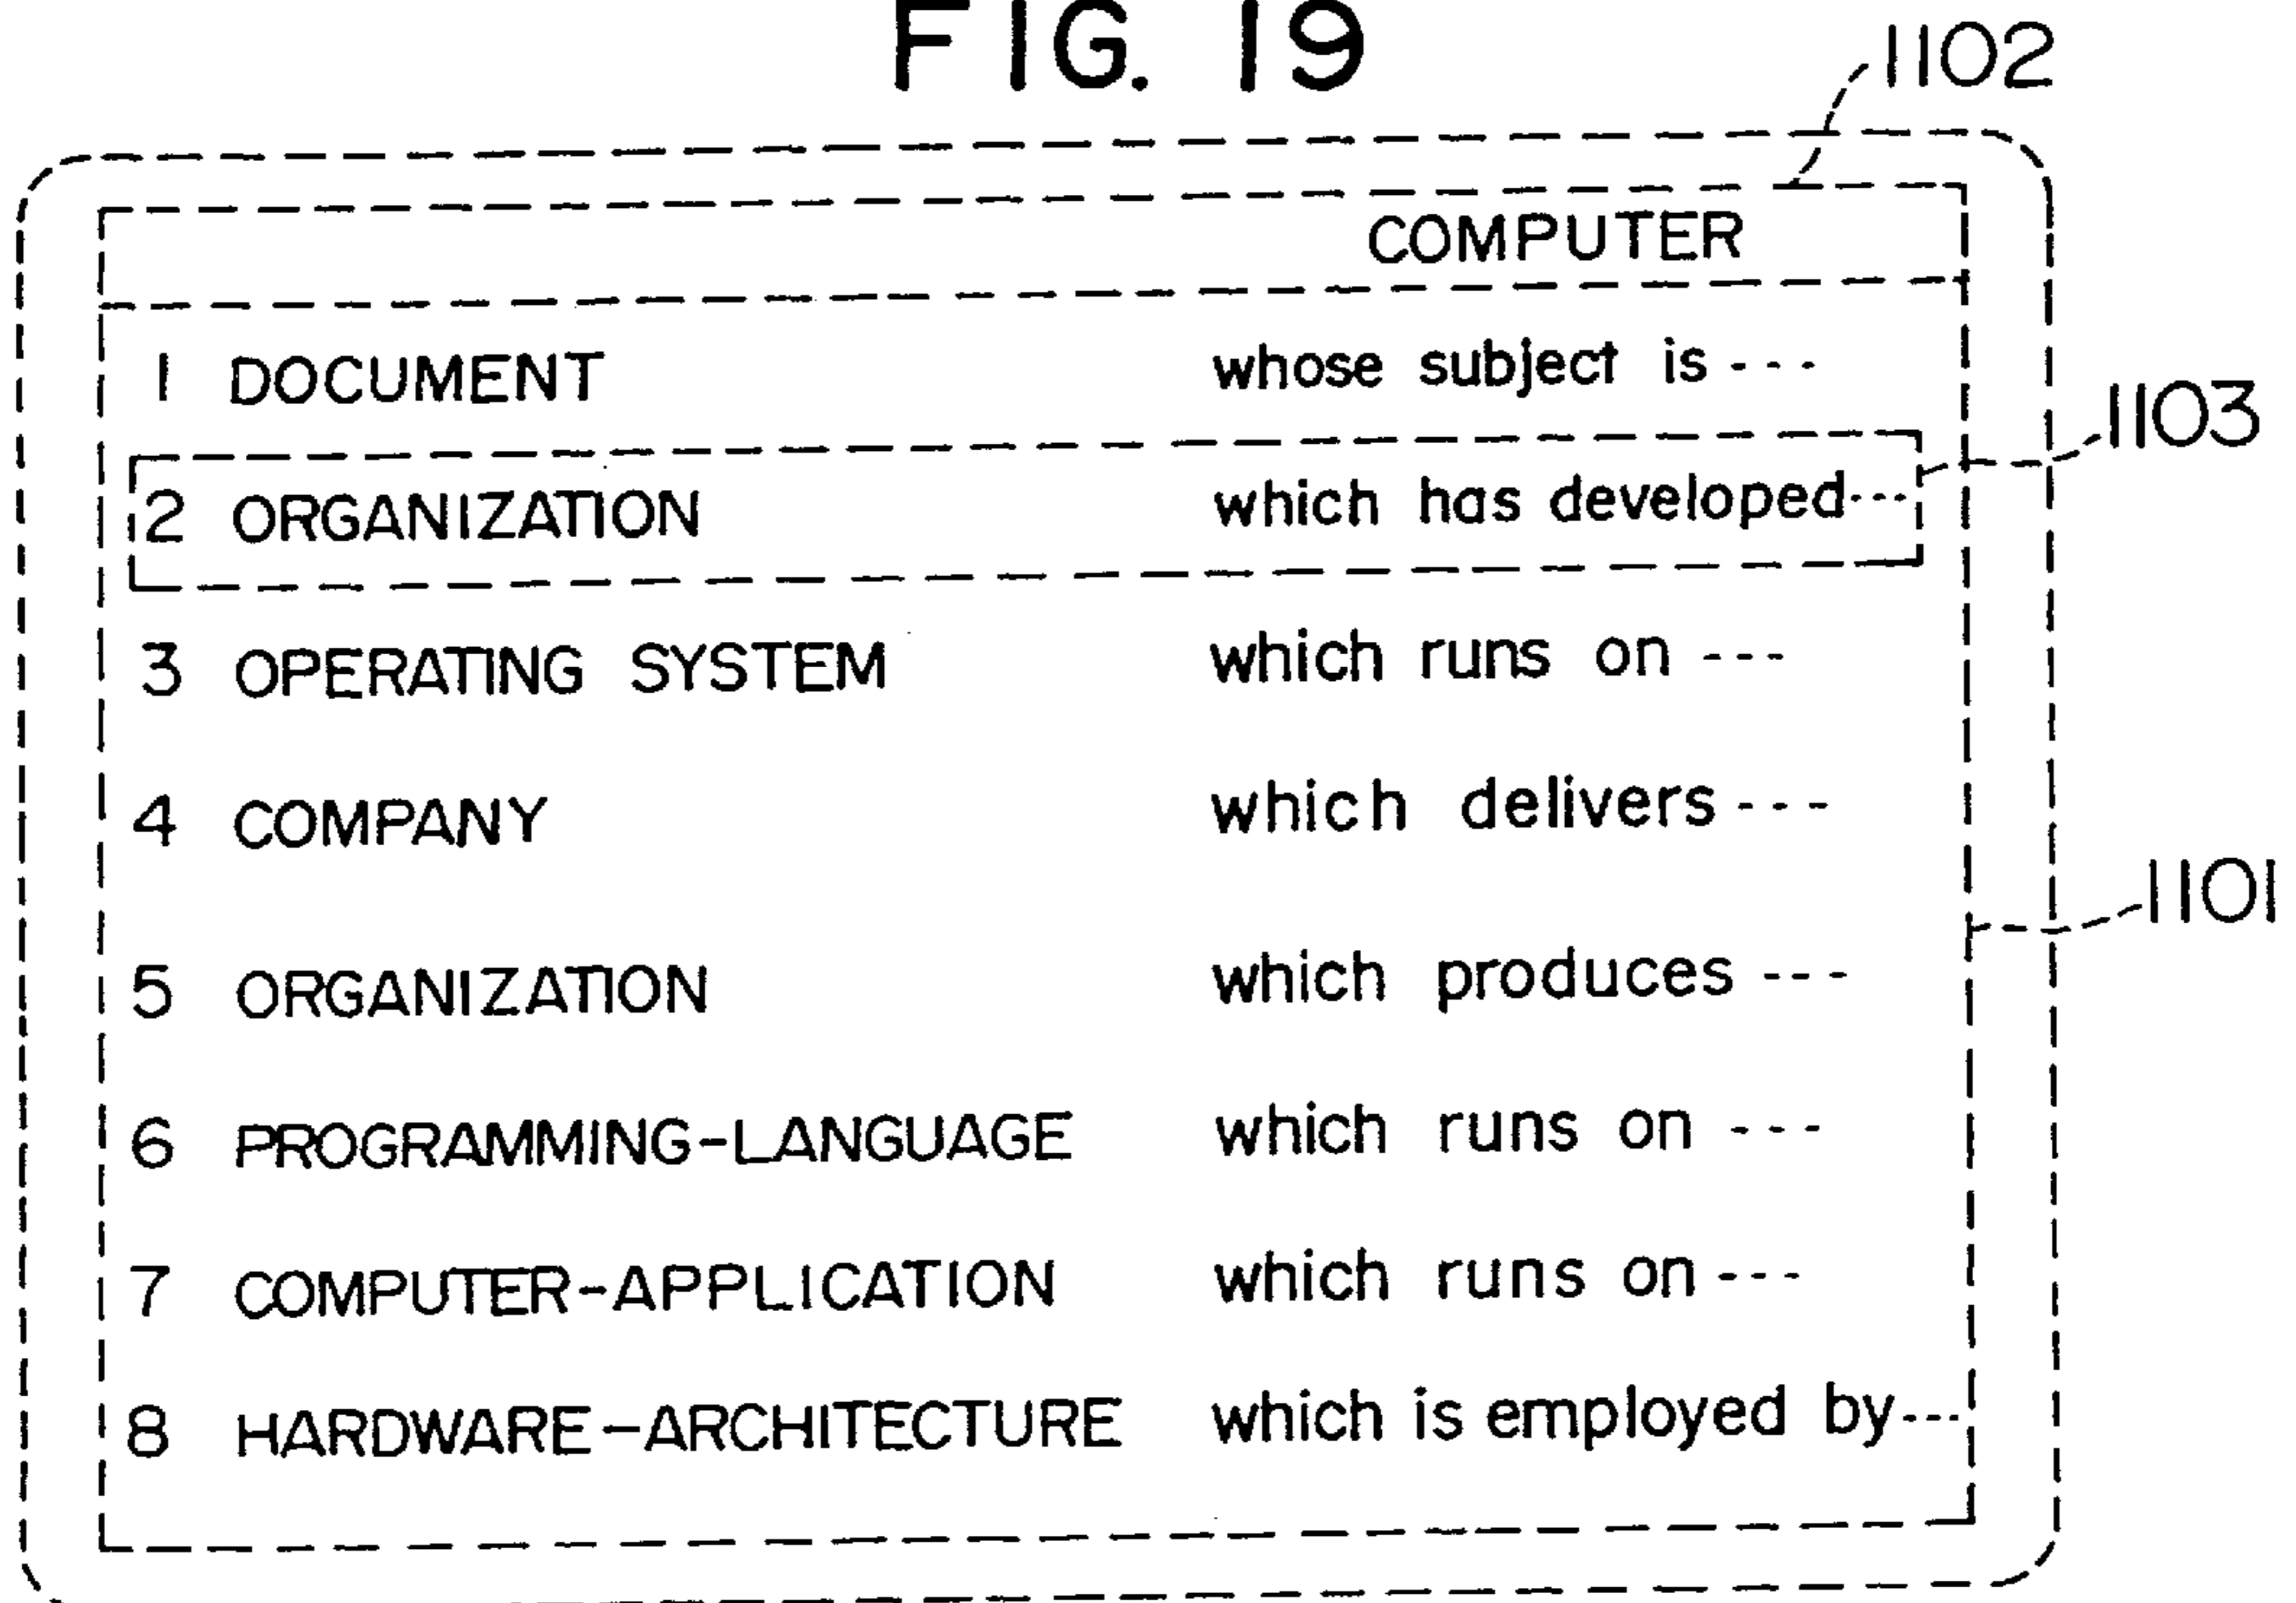 FIG. 19
1102
COMPUTER
1 DOCUMENT whose subject is ---
1103
2 ORGANIZATION which has developed---
3 OPERATING SYSTEM which runs on ---
4 COMPANY which delivers ---
1101
5 ORGANIZATION which produces ---
6 PROGRAMMING-LANGUAGE which runs on ---
7 COMPUTER-APPLICATION which runs on ---
8 HARDWARE-ARCHITECTURE which is employed by---